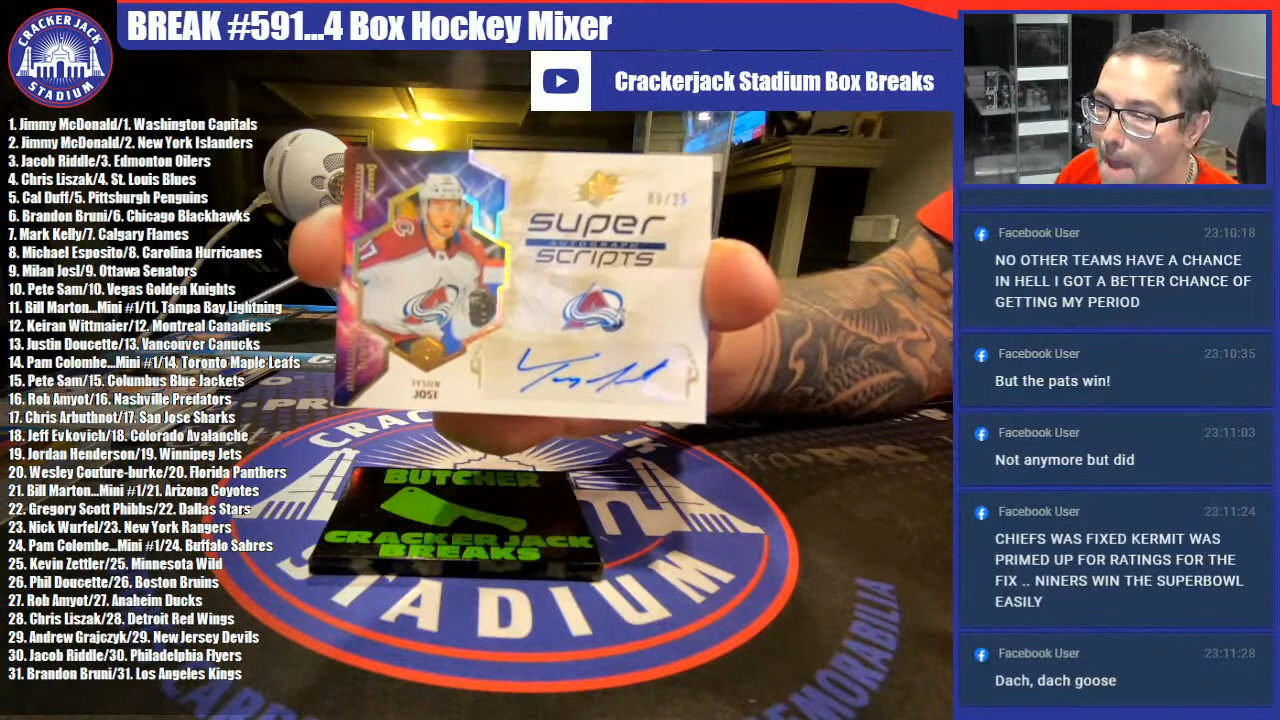 CRACKER JACK
STADIUM
BREAK #591...4 Box Hockey Mixer
Crackerjack Stadium Box Breaks
1. Jimmy McDonald/1. Washington Capitals
2. Jimmy McDonald/2. New York Islanders
3. Jacob Riddle/3. Edmonton Oilers
4. Chris Liszak/4. St. Louis Blues
5. Cal Duff/5. Pittsburgh Penguins
6. Brandon Bruni/6. Chicago Blackhawks
7. Mark Kelly/7. Calgary Flames
8. Michael Esposito/8. Carolina Hurricanes
9. Milan Josl/9. Ottawa Senators
10. Pete Sam/10. Vegas Golden Knights
11. Bill Marton...Mini #1/11. Tampa Bay Lightning
12. Keiran Wittmaier/12. Montreal Canadiens
13. Justin Doucette/13. Vancouver Canucks
14. Pam Colombe...Mini #1/14. Toronto Maple Leafs
15. Pete Sam/15. Columbus Blue Jackets
16. Rob Amyot/16. Nashville Predators
17. Chris Arbuthnot/17. San Jose Sharks
18. Jeff Evkovich/18. Colorado Avalanche
19. Jordan Henderson/19. Winnipeg Jets
20. Wesley Couture-burke/20. Florida Panthers
21. Bill Marton...Mini #1/21. Arizona Coyotes
22. Gregory Scott Phibbs/22. Dallas Stars
23. Nick Wurfel/23. New York Rangers
24. Pam Colombe...Mini #1/24. Buffalo Sabres
25. Kevin Zettler/25. Minnesota Wild
26. Phil Doucette/26. Boston Bruins
27. Rob Amyot/27. Anaheim Ducks
28. Chris Liszak/28. Detroit Red Wings
29. Andrew Grajczyk/29. New Jersey Devils
30. Jacob Riddle/30. Philadelphia Flyers
31. Brandon Bruni/31. Los Angeles Kings
SUPER
AUTOGRAPH
SCRIPTS
TYSON
JOST
BUTCHER
CRACKER JACK
BREAKS
STADIUM
MEMORABILIA
Facebook User 23:10:18
NO OTHER TEAMS HAVE A CHANCE
IN HELL I GOT A BETTER CHANCE OF
GETTING MY PERIOD
Facebook User 23:10:35
But the pats win!
Facebook User 23:11:03
Not anymore but did
Facebook User 23:11:24
CHIEFS WAS FIXED KERMIT WAS
PRIMED UP FOR RATINGS FOR THE
FIX .. NINERS WIN THE SUPERBOWL
EASILY
Facebook User 23:11:28
Dach, dach goose